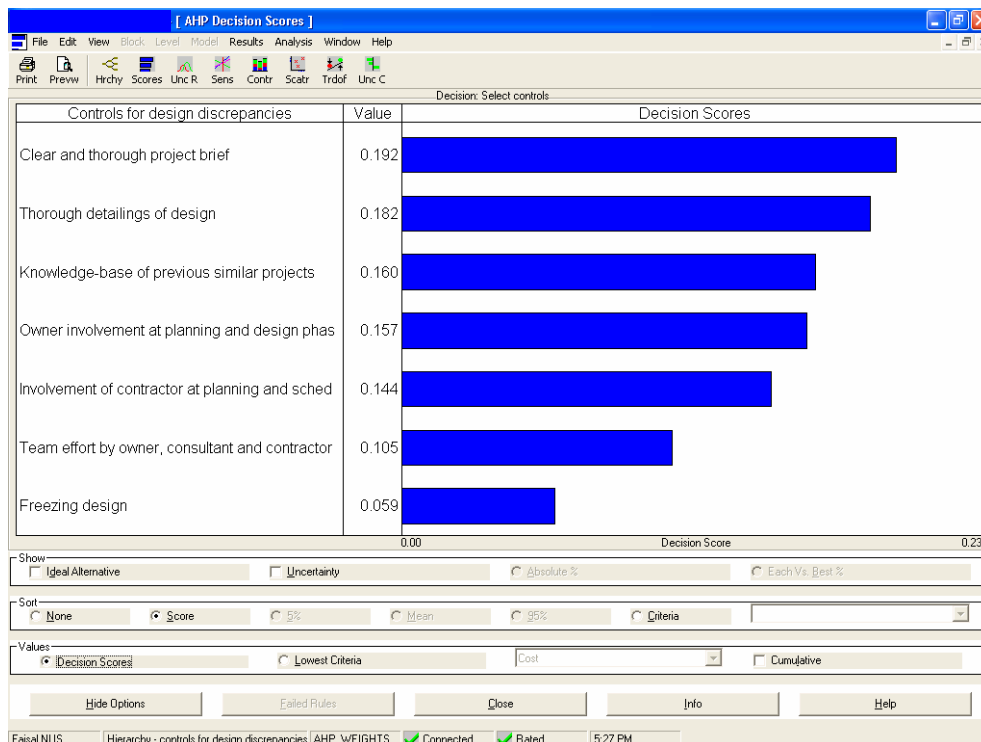 [ AHP Decision Scores ]
File Edit View Block Level Model Results Analysis Window Help
Print Prevw Hrchy Scores Unc R Sens Contr Scatr Trdof Unc C
Decision: Select controls
Controls for design discrepancies Value Decision Scores
Clear and thorough project brief 0.192
Thorough detailings of design 0.182
Knowledge-base of previous similar projects 0.160
Owner involvement at planning and design phas 0.157
Involvement of contractor at planning and sched 0.144
Team effort by owner, consultant and contractor 0.105
Freezing design 0.059
0.00 Decision Score 0.23
Show
Ideal Alternative Uncertainty Absolute % Each Vs. Best %
Sort
None Score 5% Mean 95% Criteria
Values
Decision Scores Lowest Criteria Cost Cumulative
Hide Options Failed Rules Close Info Help
Faisal NUS Hierarchy - controls for design discrepancies AHP WEIGHTS Connected Rated 5:27 PM